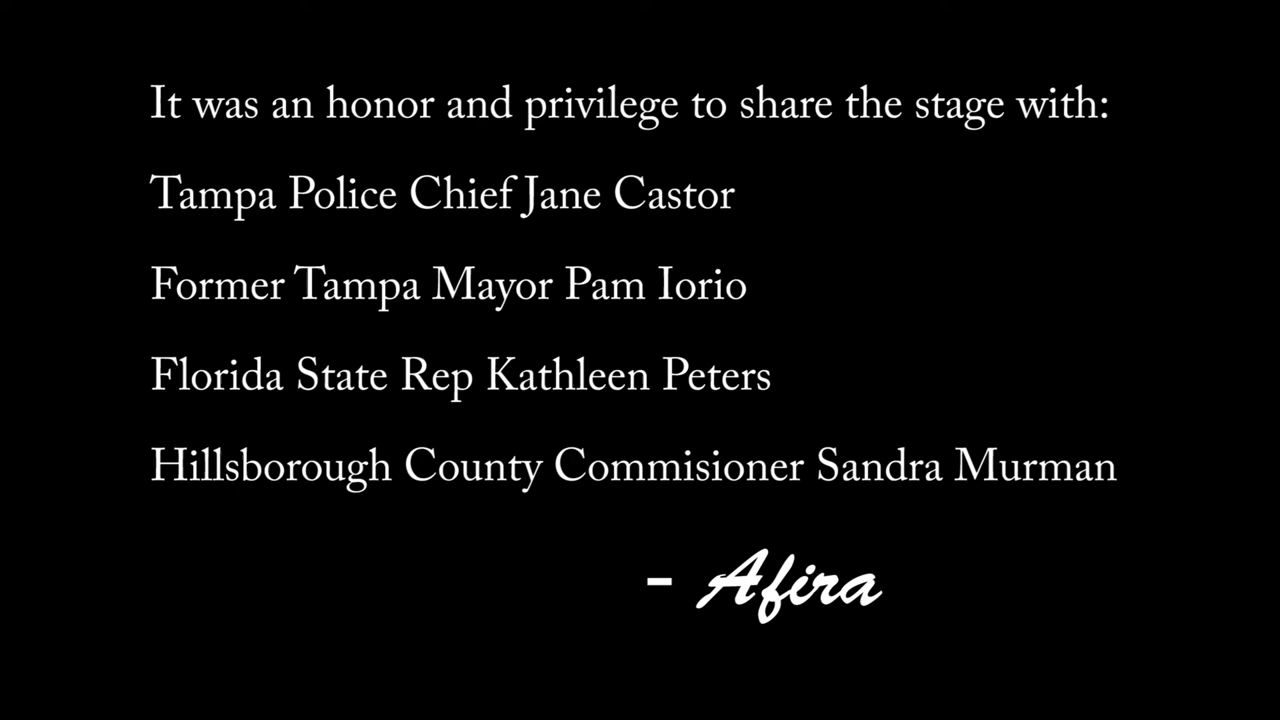 It was an honor and privilege to share the stage with:
Tampa Police Chief Jane Castor
Former Tampa Mayor Pam Iorio
Florida State Rep Kathleen Peters
Hillsborough County Commisioner Sandra Murman
- Afira